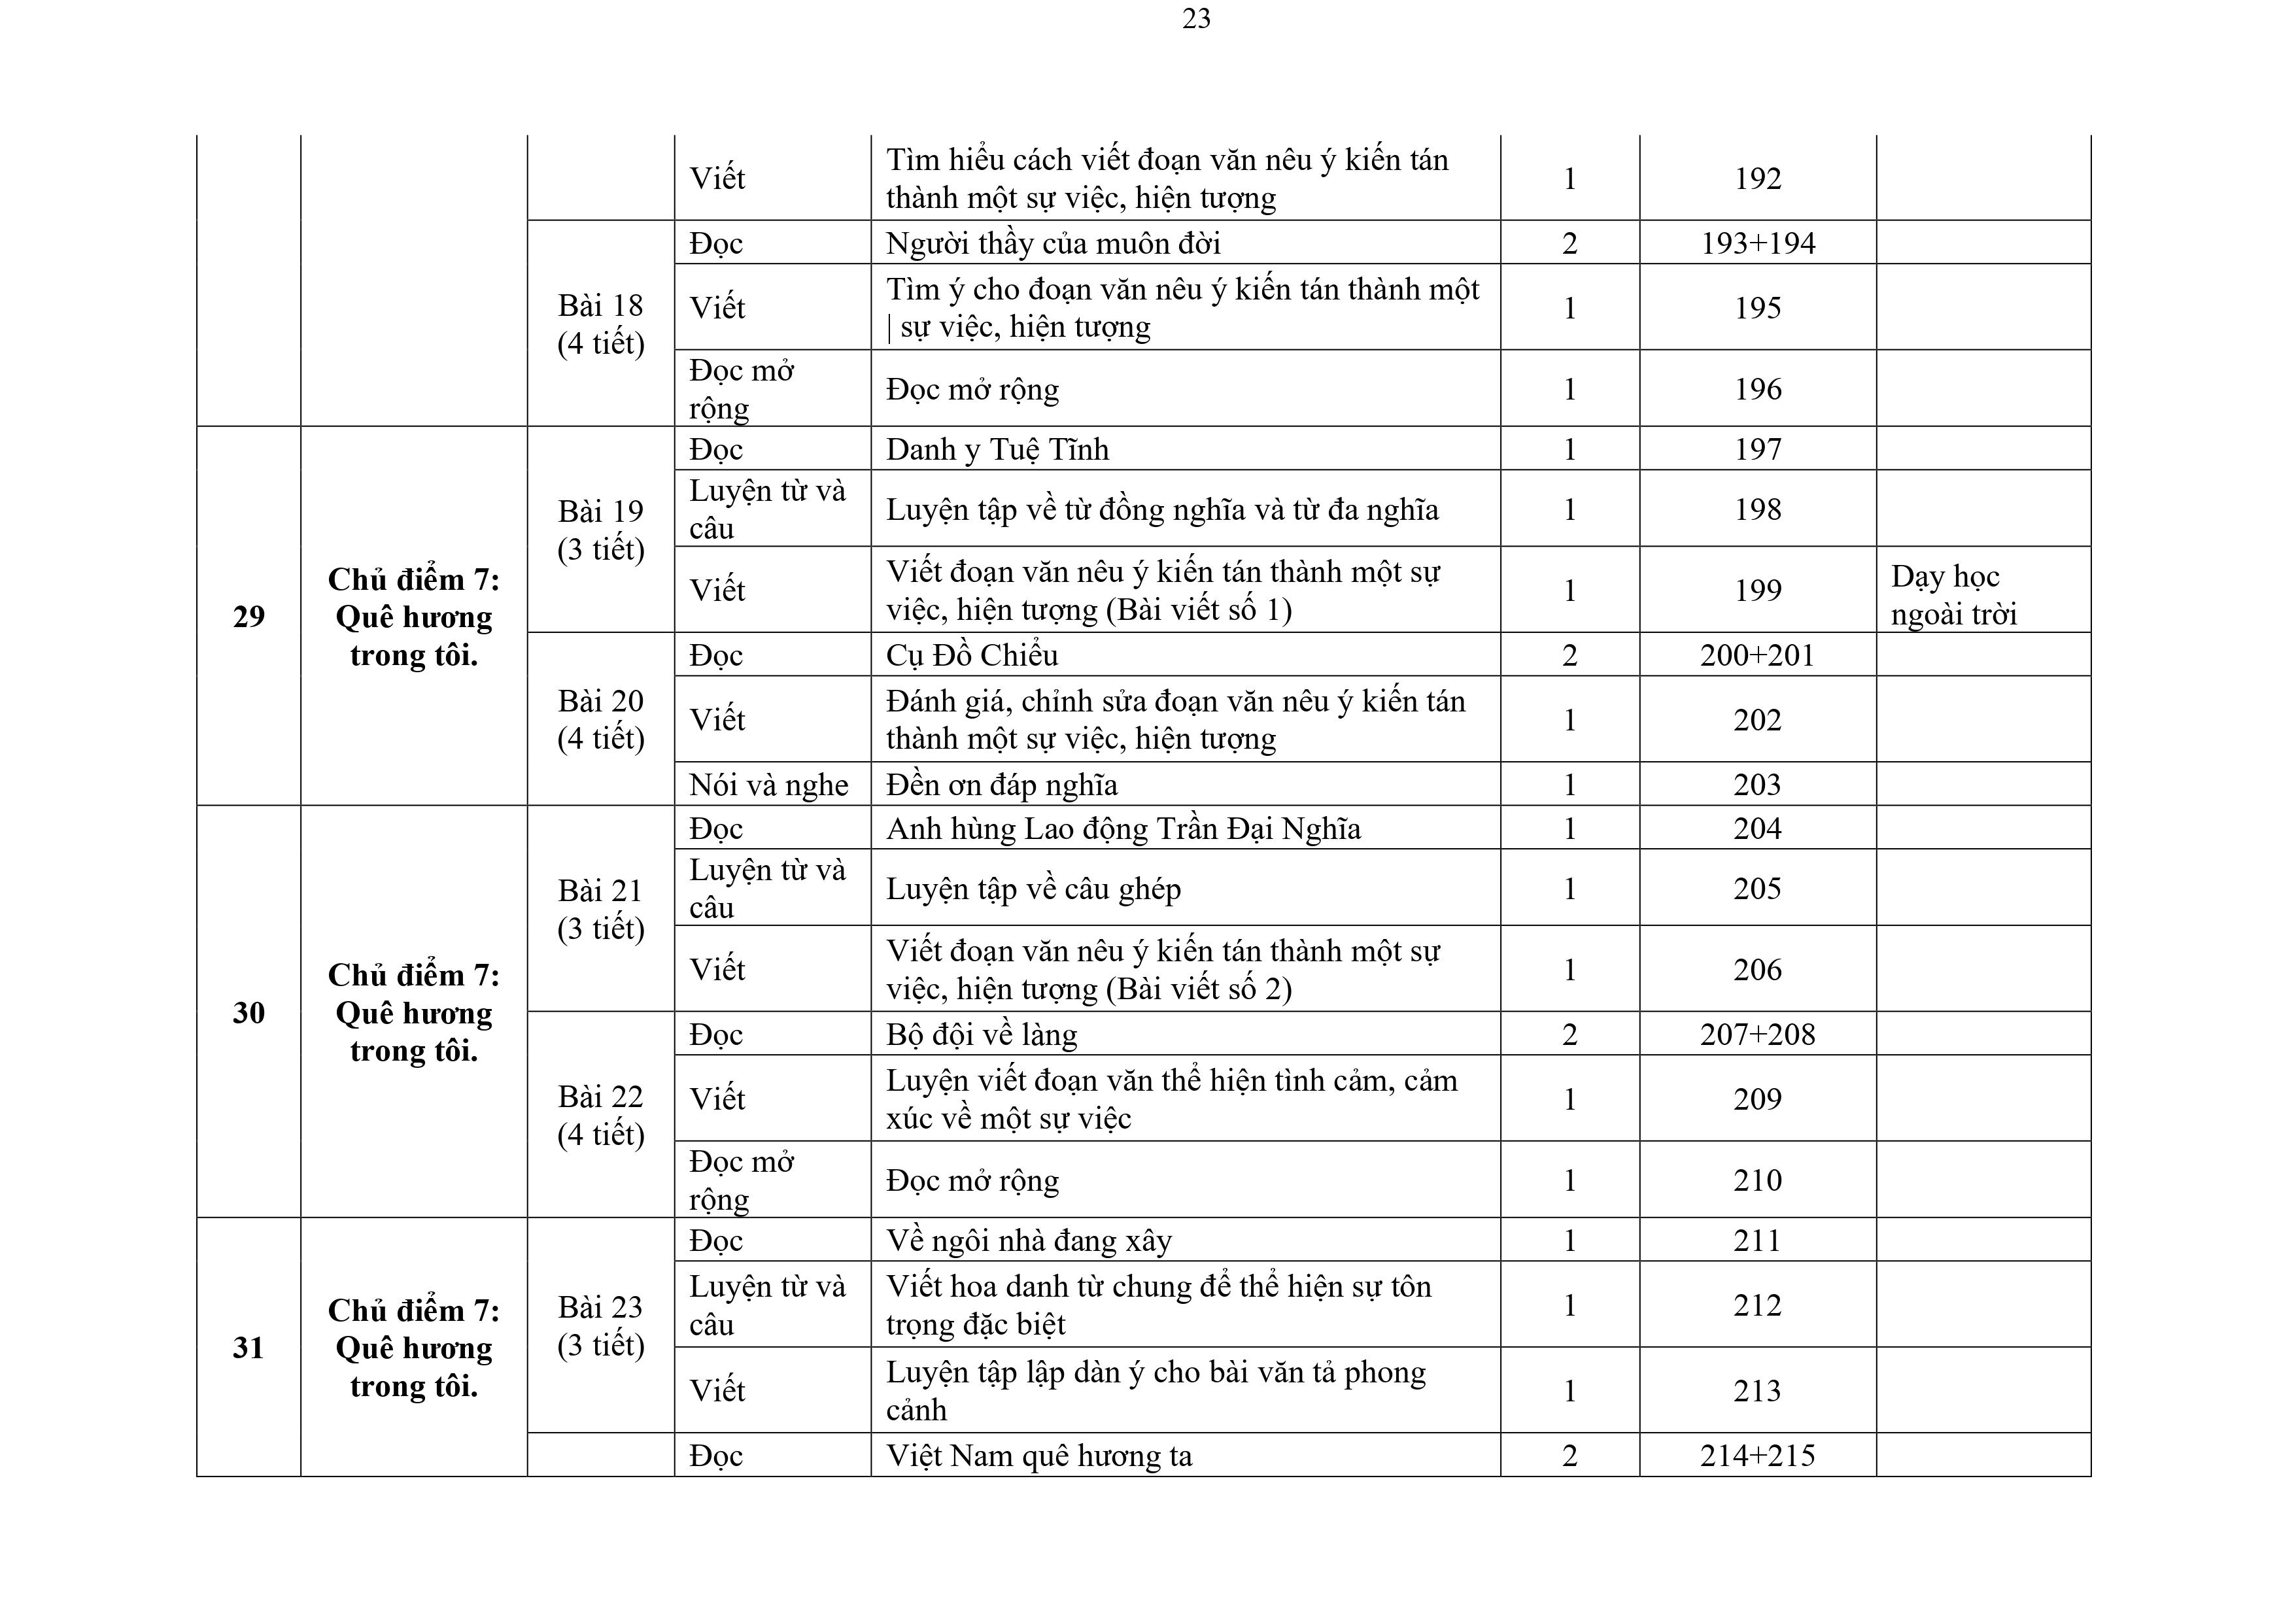 23
Viết
Tìm hiểu cách viết đoạn văn nêu ý kiến tán
thành một sự việc, hiện tượng
1
192
Bài 18
(4 tiết)
Đọc
Người thầy của muôn đời
2
193+194
Viết
Tìm ý cho đoạn văn nêu ý kiến tán thành một
| sự việc, hiện tượng
1
195
Đọc mở
rộng
Đọc mở rộng
1
196
29
Chủ điểm 7:
Quê hương
trong tôi.
Bài 19
(3 tiết)
Đọc
Danh y Tuệ Tĩnh
1
197
Luyện từ và
câu
Luyện tập về từ đồng nghĩa và từ đa nghĩa
1
198
Viết
Viết đoạn văn nêu ý kiến tán thành một sự
việc, hiện tượng (Bài viết số 1)
1
199
Dạy học
ngoài trời
Bài 20
(4 tiết)
Đọc
Cụ Đồ Chiểu
2
200+201
Viết
Đánh giá, chỉnh sửa đoạn văn nêu ý kiến tán
thành một sự việc, hiện tượng
1
202
Nói và nghe
Đền ơn đáp nghĩa
1
203
30
Chủ điểm 7:
Quê hương
trong tôi.
Bài 21
(3 tiết)
Đọc
Anh hùng Lao động Trần Đại Nghĩa
1
204
Luyện từ và
câu
Luyện tập về câu ghép
1
205
Viết
Viết đoạn văn nêu ý kiến tán thành một sự
việc, hiện tượng (Bài viết số 2)
1
206
Bài 22
(4 tiết)
Đọc
Bộ đội về làng
2
207+208
Viết
Luyện viết đoạn văn thể hiện tình cảm, cảm
xúc về một sự việc
1
209
Đọc mở
rộng
Đọc mở rộng
1
210
31
Chủ điểm 7:
Quê hương
trong tôi.
Bài 23
(3 tiết)
Đọc
Về ngôi nhà đang xây
1
211
Luyện từ và
câu
Viết hoa danh từ chung để thể hiện sự tôn
trọng đặc biệt
1
212
Viết
Luyện tập lập dàn ý cho bài văn tả phong
cảnh
1
213
Đọc
Việt Nam quê hương ta
2
214+215